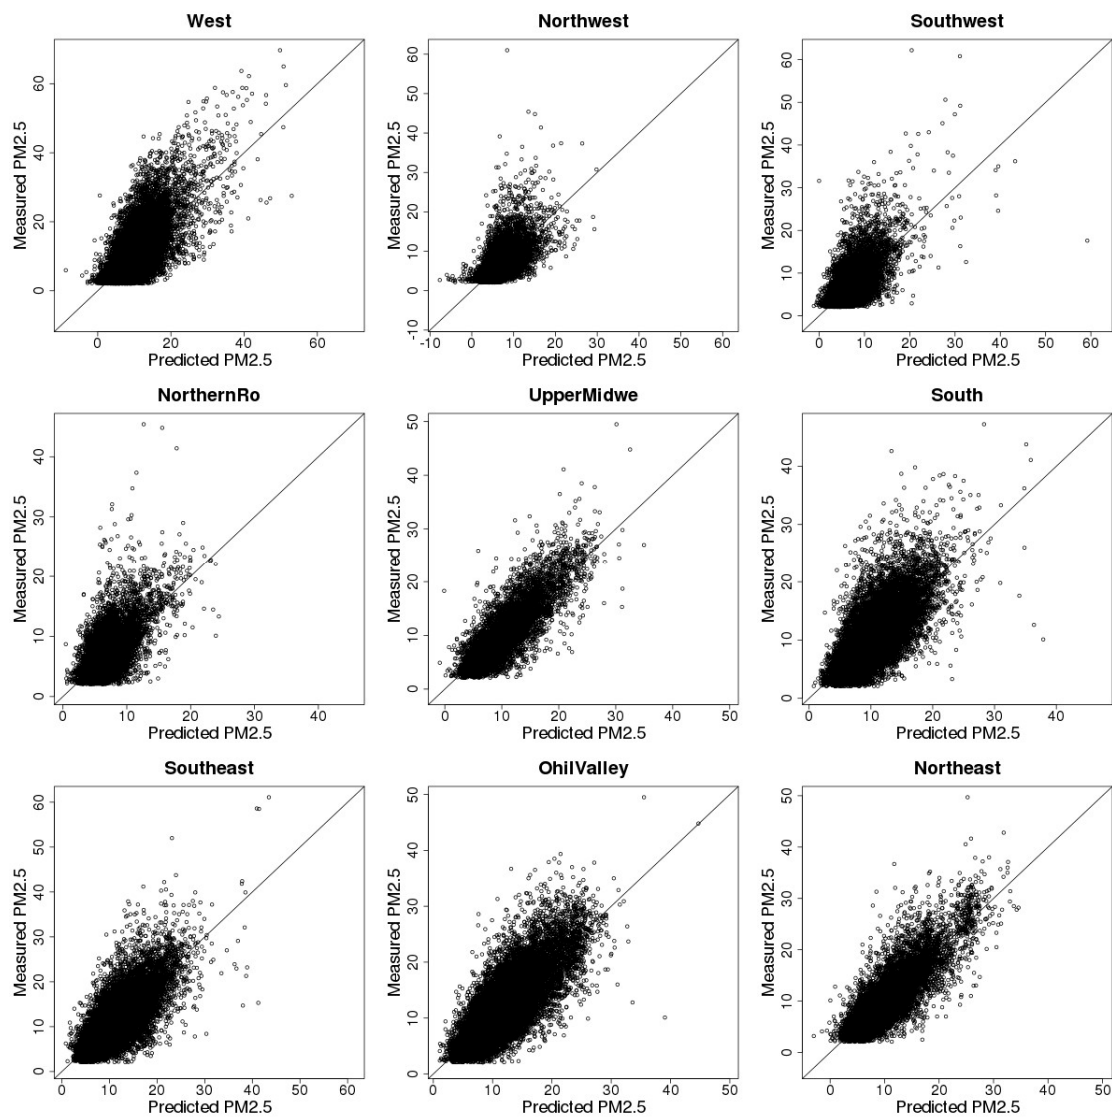 West
Northwest
Southwest
Measured PM2.5
0 20 40 60
Measured PM2.5
-10 0 10 20 30 40 50 60
Measured PM2.5
0 10 20 30 40 50 60
0 20 40 60
-10 0 10 20 30 40 50 60
0 10 20 30 40 50 60
Predicted PM2.5
Predicted PM2.5
Predicted PM2.5
NorthernRo
UpperMidwe
South
Measured PM2.5
0 10 20 30 40
Measured PM2.5
0 10 20 30 40 50
Measured PM2.5
0 10 20 30 40
0 10 20 30 40
0 10 20 30 40 50
0 10 20 30 40
Predicted PM2.5
Predicted PM2.5
Predicted PM2.5
Southeast
OhilValley
Northeast
Measured PM2.5
0 10 20 30 40 50 60
Measured PM2.5
0 10 20 30 40 50
Measured PM2.5
0 10 20 30 40 50
0 10 20 30 40 50 60
0 10 20 30 40 50
0 10 20 30 40 50
Predicted PM2.5
Predicted PM2.5
Predicted PM2.5